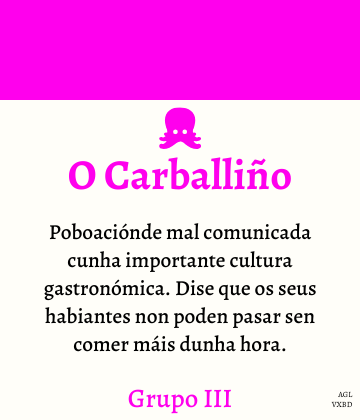 O Carballiño
Poboaciónde mal comunicada
cunha importante cultura
gastronómica. Dise que os seus
habiantes non poden pasar sen
comer máis dunha hora.
Grupo III
AGL
VXBD